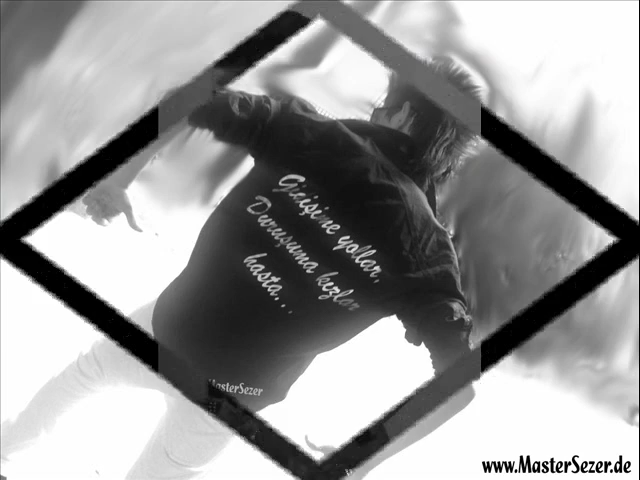 Gidişine yollar,
Duruşuna kızlar
hasta...
MasterSezer
www.MasterSezer.de